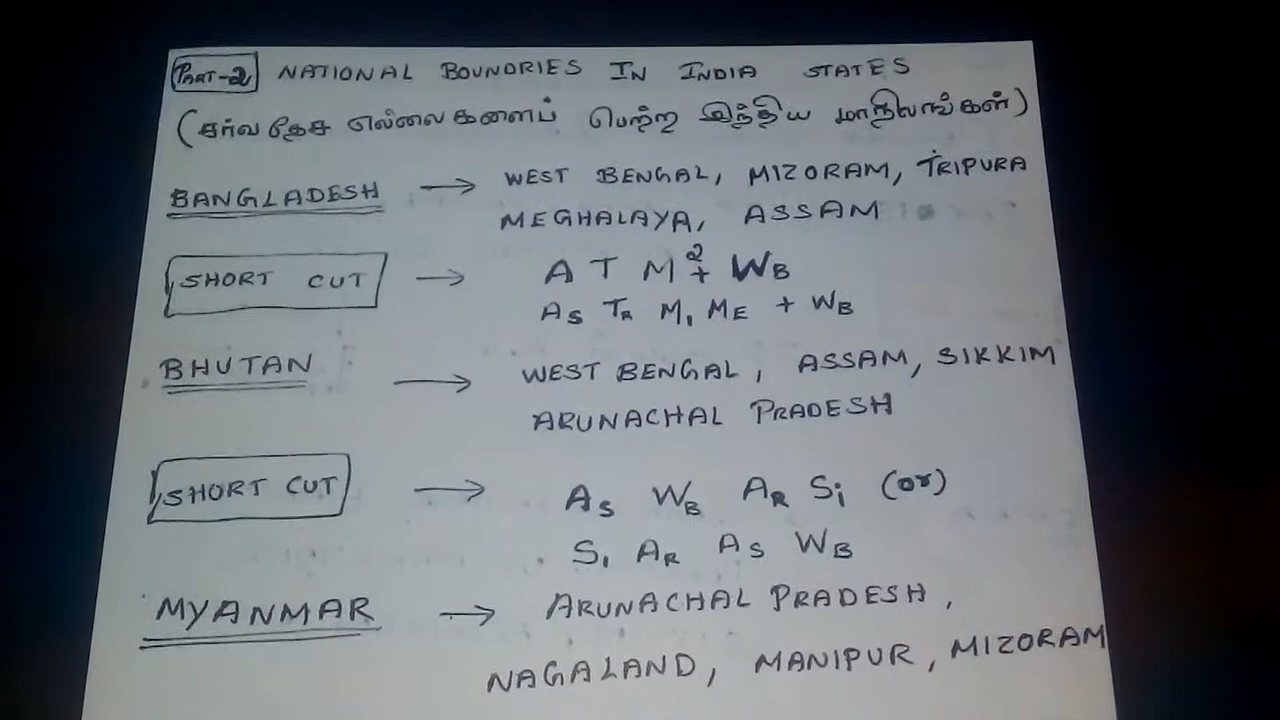 PART-2 NATIONAL BOUNDRIES IN INDIA STATES
(சர்வ தேச எல்லைகளைப் பெற்ற இந்திய மாநிலங்கள்)
BANGLADESH → WEST BENGAL, MIZORAM, TRIPURA
MEGHALAYA, ASSAM
SHORT CUT → A T M² + WB
AS TR MI ME + WB
BHUTAN → WEST BENGAL, ASSAM, SIKKIM
ARUNACHAL PRADESH
SHORT CUT → AS WB AR Si (or)
SI AR AS WB
MYANMAR → ARUNACHAL PRADESH,
NAGALAND, MANIPUR, MIZORAM